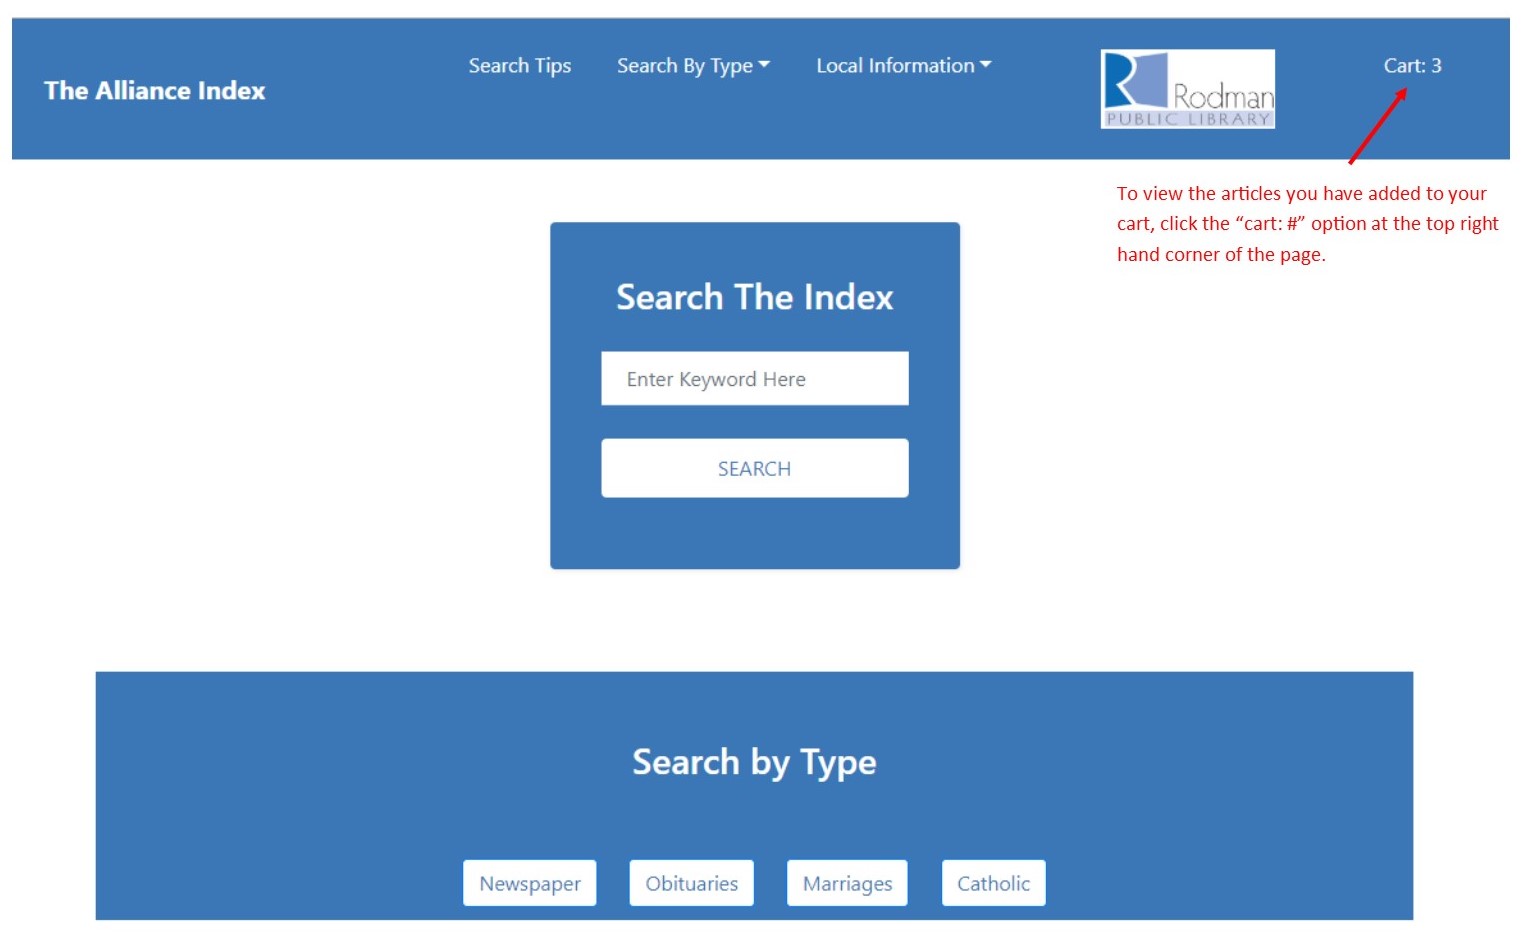 The Alliance Index
Search Tips
Search By Type
Local Information
Rodman
PUBLIC LIBRARY
Cart: 3
To view the articles you have added to your
cart, click the “cart: #” option at the top right
hand corner of the page.
Search The Index
Enter Keyword Here
SEARCH
Search by Type
Newspaper
Obituaries
Marriages
Catholic